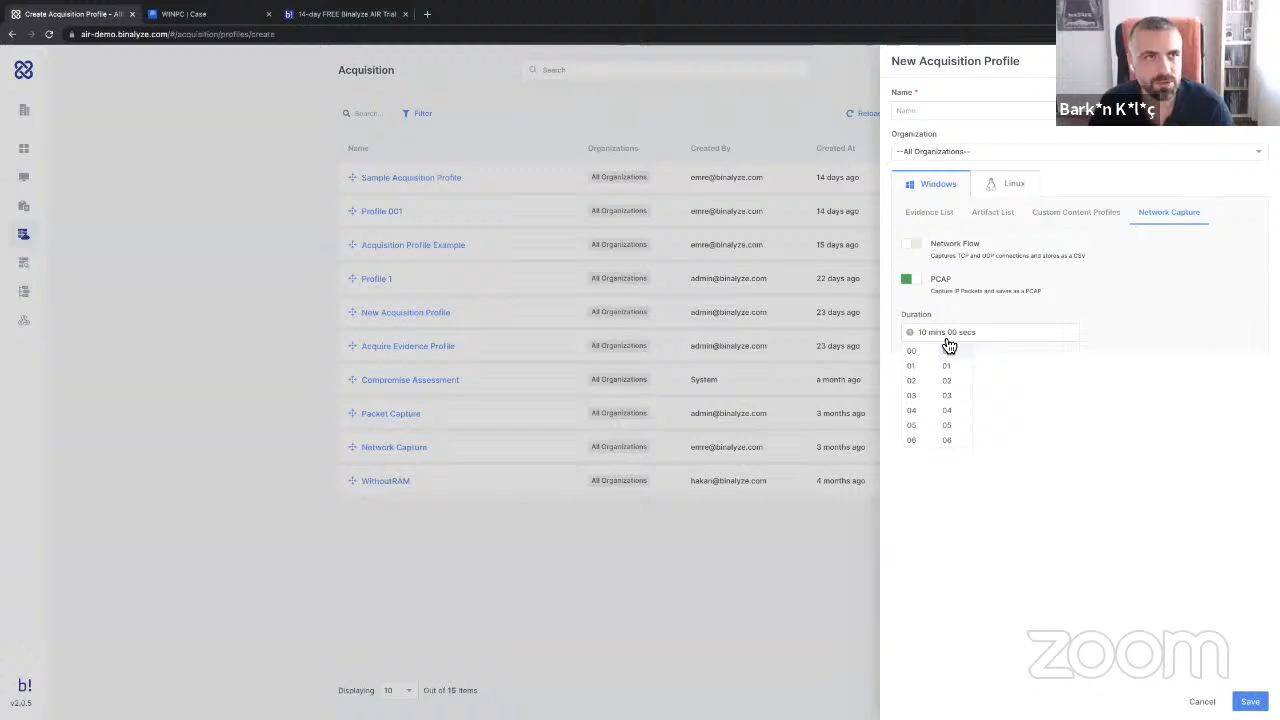 Create Acquisition Profile - All
WINPC | Case
14-day FREE Binalyze AIR Trial
air-demo.binalyze.com/#/acquisition/profiles/create
Bark*n K*l*ç
Acquisition
Search
New Acquisition Profile
Name *
Name
Organization
--All Organizations--
Search...
Filter
Reload
Name
Organizations
Created By
Created At
Sample Acquisition Profile
All Organizations
emre@binalyze.com
14 days ago
Profile 001
All Organizations
emre@binalyze.com
14 days ago
Acquisition Profile Example
All Organizations
emre@binalyze.com
15 days ago
Profile 1
All Organizations
admin@binalyze.com
22 days ago
New Acquisition Profile
All Organizations
admin@binalyze.com
23 days ago
Acquire Evidence Profile
All Organizations
admin@binalyze.com
23 days ago
Compromise Assessment
All Organizations
System
a month ago
Packet Capture
All Organizations
admin@binalyze.com
3 months ago
Network Capture
All Organizations
emre@binalyze.com
3 months ago
WithoutRAM
All Organizations
hakan@binalyze.com
4 months ago
Windows
Linux
Evidence List
Artifact List
Custom Content Profiles
Network Capture
Network Flow
Captures TCP and UDP connections and stores as a CSV
PCAP
Capture IP Packets and saves as a PCAP
Duration
10 mins 00 secs
00
01 01
02 02
03 03
04 04
05 05
06 06
Displaying 10 Out of 15 items
b!
v2.0.5
zoom
Cancel
Save